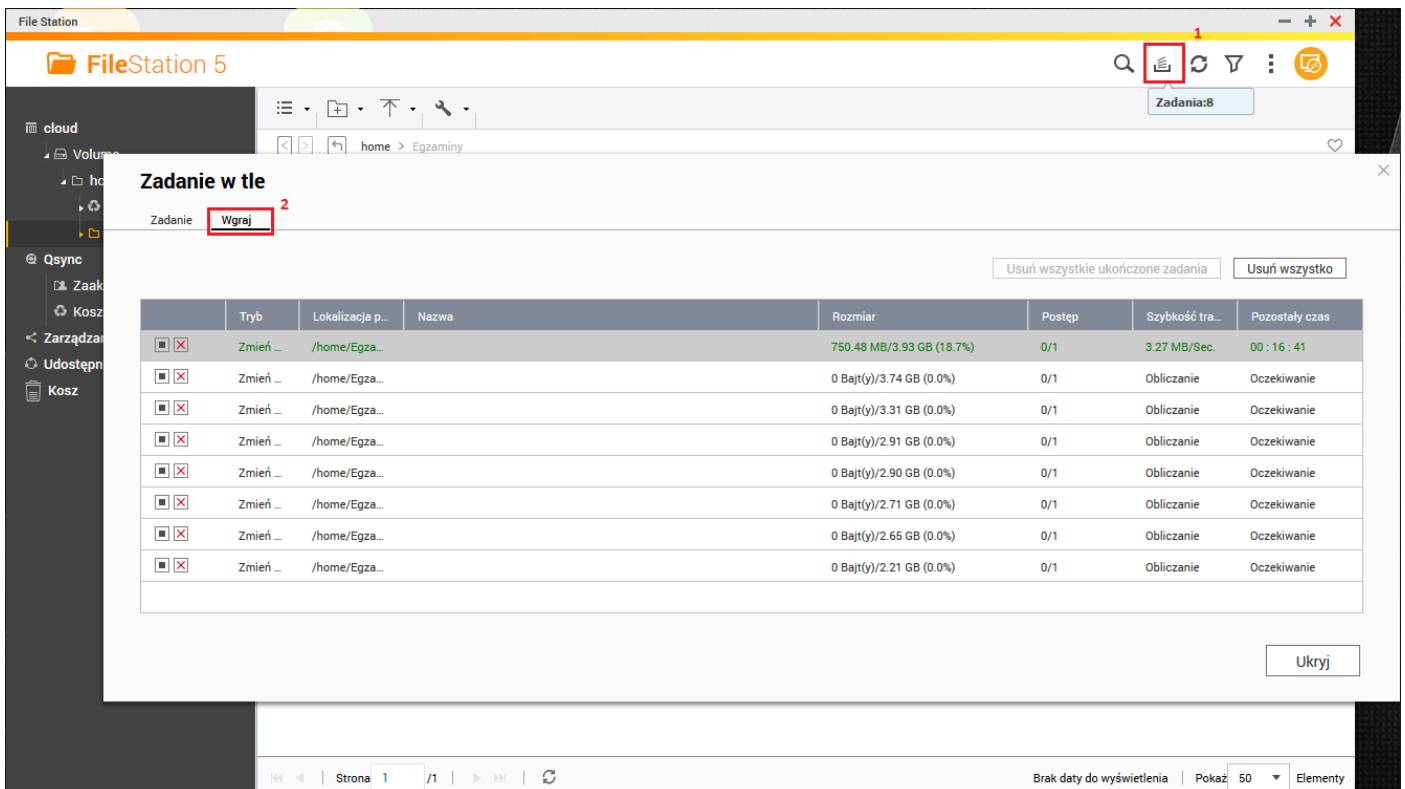 File Station
1
FileStation 5
Zadania:8
cloud
home > Egzaminy
Volume
ho
Zadanie w tle
Zadanie
Wgraj
2
Qsync
Zaak
Kosz
Zarządzan
Udostępn
Kosz
Usuń wszystkie ukończone zadania
Usuń wszystko
Tryb Lokalizacja p... Nazwa Rozmiar Postęp Szybkość tra... Pozostały czas
Zmień ... /home/Egza... 750.48 MB/3.93 GB (18.7%) 0/1 3.27 MB/Sec. 00 : 16 : 41
Zmień ... /home/Egza... 0 Bajt(y)/3.74 GB (0.0%) 0/1 Obliczanie Oczekiwanie
Zmień ... /home/Egza... 0 Bajt(y)/3.31 GB (0.0%) 0/1 Obliczanie Oczekiwanie
Zmień ... /home/Egza... 0 Bajt(y)/2.91 GB (0.0%) 0/1 Obliczanie Oczekiwanie
Zmień ... /home/Egza... 0 Bajt(y)/2.90 GB (0.0%) 0/1 Obliczanie Oczekiwanie
Zmień ... /home/Egza... 0 Bajt(y)/2.71 GB (0.0%) 0/1 Obliczanie Oczekiwanie
Zmień ... /home/Egza... 0 Bajt(y)/2.65 GB (0.0%) 0/1 Obliczanie Oczekiwanie
Zmień ... /home/Egza... 0 Bajt(y)/2.21 GB (0.0%) 0/1 Obliczanie Oczekiwanie
Ukryj
Strona 1 /1
Brak daty do wyświetlenia | Pokaż 50 Elementy